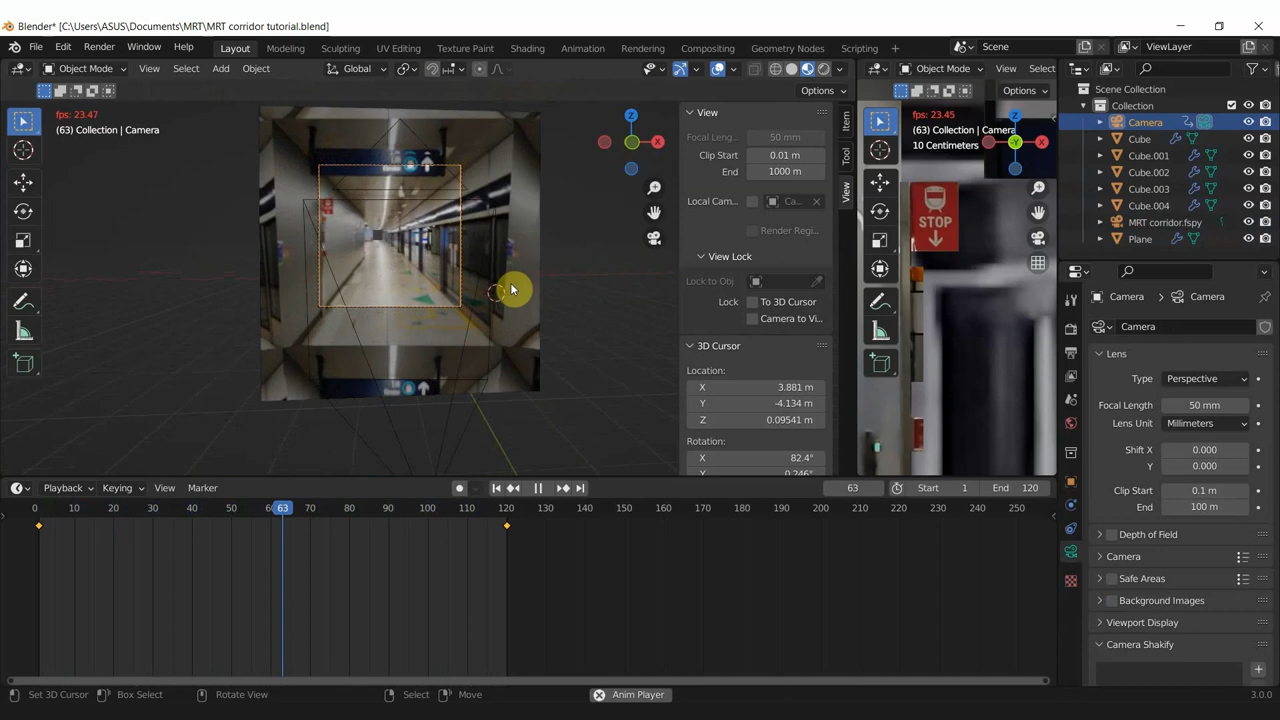 Blender* [C:\Users\ASUS\Documents\MRT\MRT corridor tutorial.blend]
File Edit Render Window Help Layout Modeling Sculpting UV Editing Texture Paint Shading Animation Rendering Compositing Geometry Nodes Scripting + Scene ViewLayer
Object Mode View Select Add Object Global
Object Mode View Select
Options
Options
fps: 23.47
(63) Collection | Camera
fps: 23.45
(63) Collection | Camera
10 Centimeters
Z
X
Z
X
-Y
STOP
View
Focal Leng... 50 mm
Clip Start 0.01 m
End 1000 m
Local Cam... Ca...
Render Regi...
View Lock
Lock to Obj
Lock To 3D Cursor
Camera to Vi...
3D Cursor
Location:
X 3.881 m
Y -4.134 m
Z 0.09541 m
Rotation:
X 82.4°
Y 0.246°
Item
Tool
View
Scene Collection
Collection
Camera
Cube
Cube.001
Cube.002
Cube.003
Cube.004
MRT corridor.fspy
Plane
Camera Camera
Camera
Lens
Type Perspective
Focal Length 50 mm
Lens Unit Millimeters
Shift X 0.000
Y 0.000
Clip Start 0.1 m
End 100 m
Depth of Field
Camera
Safe Areas
Background Images
Viewport Display
Camera Shakify
+
Playback Keying View Marker 63 Start 1 End 120
0 10 20 30 40 50 6 63 70 80 90 100 110 120 130 140 150 160 170 180 190 200 210 220 230 240 250
Set 3D Cursor Box Select Rotate View Select Move Anim Player 3.0.0